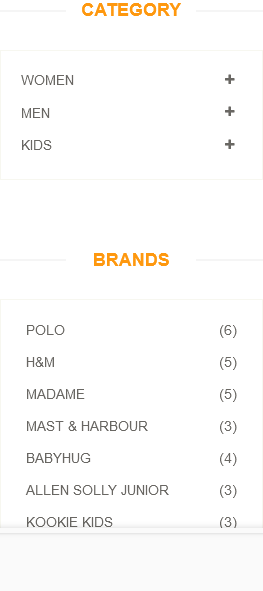 CATEGORY
WOMEN +
MEN +
KIDS +
BRANDS
POLO (6)
H&M (5)
MADAME (5)
MAST & HARBOUR (3)
BABYHUG (4)
ALLEN SOLLY JUNIOR (3)
KOOKIE KIDS (3)